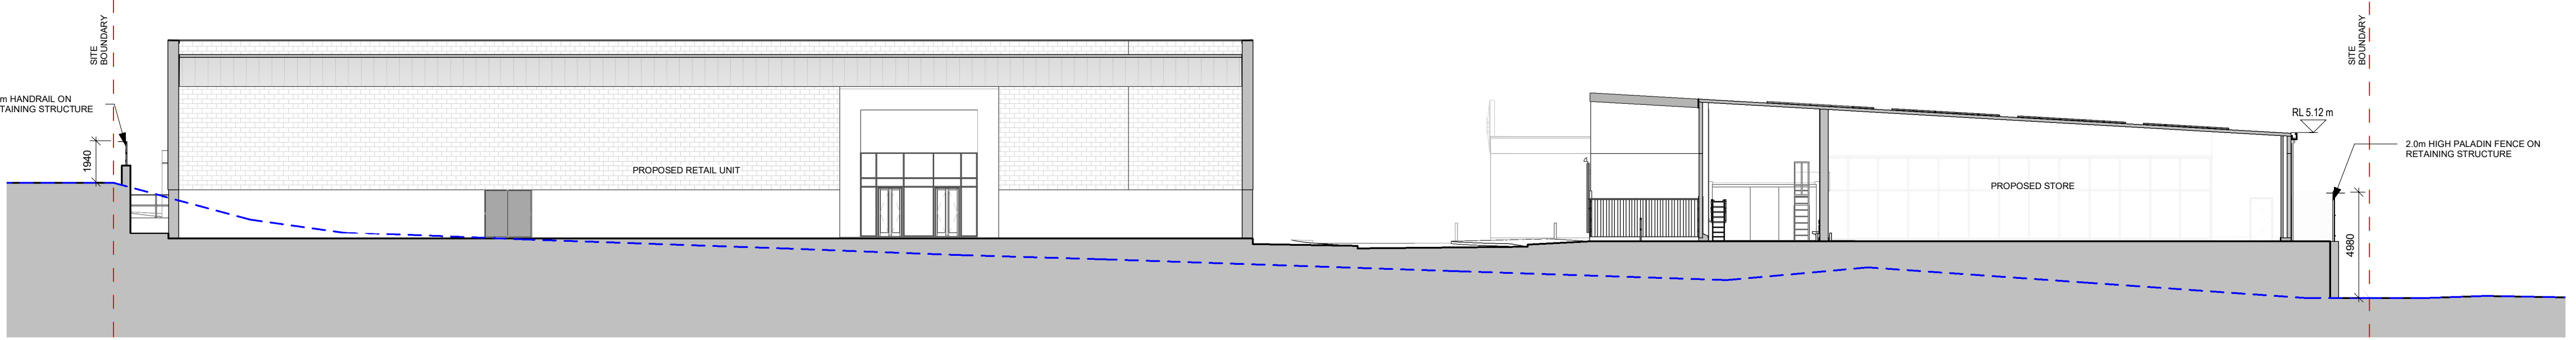 SITE
BOUNDARY
m HANDRAIL ON
TAINING STRUCTURE
1940
PROPOSED RETAIL UNIT
PROPOSED STORE
RL 5.12 m
SITE
BOUNDARY
2.0m HIGH PALADIN FENCE ON
RETAINING STRUCTURE
4980